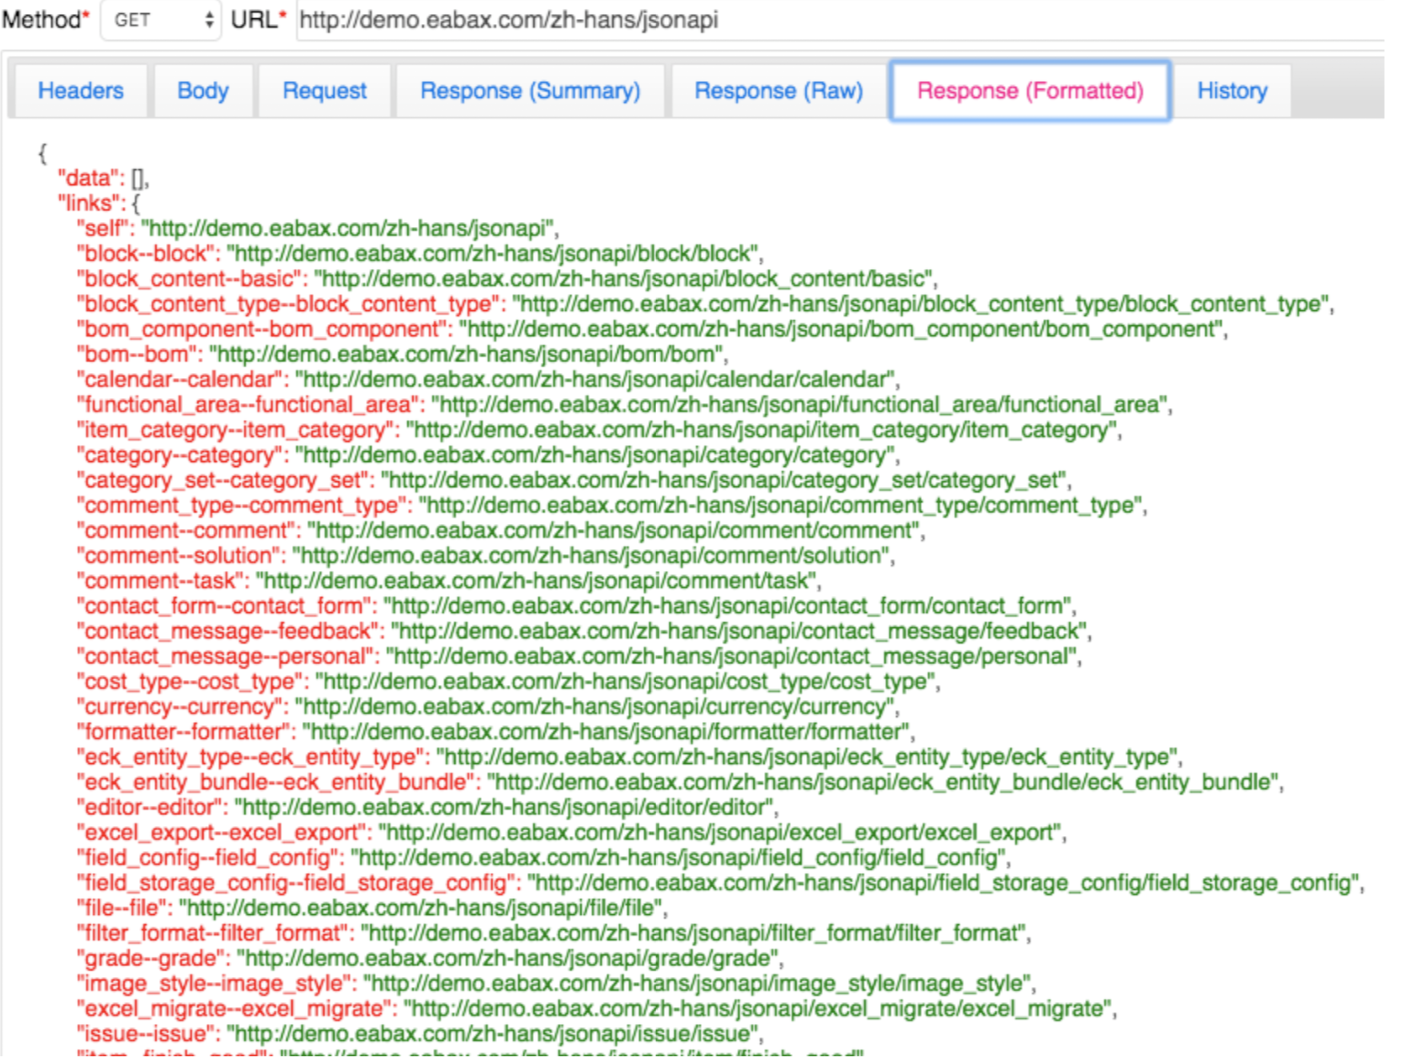 Method* GET URL* http://demo.eabax.com/zh-hans/jsonapi
Headers Body Request Response (Summary) Response (Raw) Response (Formatted) History
{
"data": [],
"links": {
"self": "http://demo.eabax.com/zh-hans/jsonapi",
"block--block": "http://demo.eabax.com/zh-hans/jsonapi/block/block",
"block_content--basic": "http://demo.eabax.com/zh-hans/jsonapi/block_content/basic",
"block_content_type--block_content_type": "http://demo.eabax.com/zh-hans/jsonapi/block_content_type/block_content_type",
"bom_component--bom_component": "http://demo.eabax.com/zh-hans/jsonapi/bom_component/bom_component",
"bom--bom": "http://demo.eabax.com/zh-hans/jsonapi/bom/bom",
"calendar--calendar": "http://demo.eabax.com/zh-hans/jsonapi/calendar/calendar",
"functional_area--functional_area": "http://demo.eabax.com/zh-hans/jsonapi/functional_area/functional_area",
"item_category--item_category": "http://demo.eabax.com/zh-hans/jsonapi/item_category/item_category",
"category--category": "http://demo.eabax.com/zh-hans/jsonapi/category/category",
"category_set--category_set": "http://demo.eabax.com/zh-hans/jsonapi/category_set/category_set",
"comment_type--comment_type": "http://demo.eabax.com/zh-hans/jsonapi/comment_type/comment_type",
"comment--comment": "http://demo.eabax.com/zh-hans/jsonapi/comment/comment",
"comment--solution": "http://demo.eabax.com/zh-hans/jsonapi/comment/solution",
"comment--task": "http://demo.eabax.com/zh-hans/jsonapi/comment/task",
"contact_form--contact_form": "http://demo.eabax.com/zh-hans/jsonapi/contact_form/contact_form",
"contact_message--feedback": "http://demo.eabax.com/zh-hans/jsonapi/contact_message/feedback",
"contact_message--personal": "http://demo.eabax.com/zh-hans/jsonapi/contact_message/personal",
"cost_type--cost_type": "http://demo.eabax.com/zh-hans/jsonapi/cost_type/cost_type",
"currency--currency": "http://demo.eabax.com/zh-hans/jsonapi/currency/currency",
"formatter--formatter": "http://demo.eabax.com/zh-hans/jsonapi/formatter/formatter",
"eck_entity_type--eck_entity_type": "http://demo.eabax.com/zh-hans/jsonapi/eck_entity_type/eck_entity_type",
"eck_entity_bundle--eck_entity_bundle": "http://demo.eabax.com/zh-hans/jsonapi/eck_entity_bundle/eck_entity_bundle",
"editor--editor": "http://demo.eabax.com/zh-hans/jsonapi/editor/editor",
"excel_export--excel_export": "http://demo.eabax.com/zh-hans/jsonapi/excel_export/excel_export",
"field_config--field_config": "http://demo.eabax.com/zh-hans/jsonapi/field_config/field_config",
"field_storage_config--field_storage_config": "http://demo.eabax.com/zh-hans/jsonapi/field_storage_config/field_storage_config",
"file--file": "http://demo.eabax.com/zh-hans/jsonapi/file/file",
"filter_format--filter_format": "http://demo.eabax.com/zh-hans/jsonapi/filter_format/filter_format",
"grade--grade": "http://demo.eabax.com/zh-hans/jsonapi/grade/grade",
"image_style--image_style": "http://demo.eabax.com/zh-hans/jsonapi/image_style/image_style",
"excel_migrate--excel_migrate": "http://demo.eabax.com/zh-hans/jsonapi/excel_migrate/excel_migrate",
"issue--issue": "http://demo.eabax.com/zh-hans/jsonapi/issue/issue",